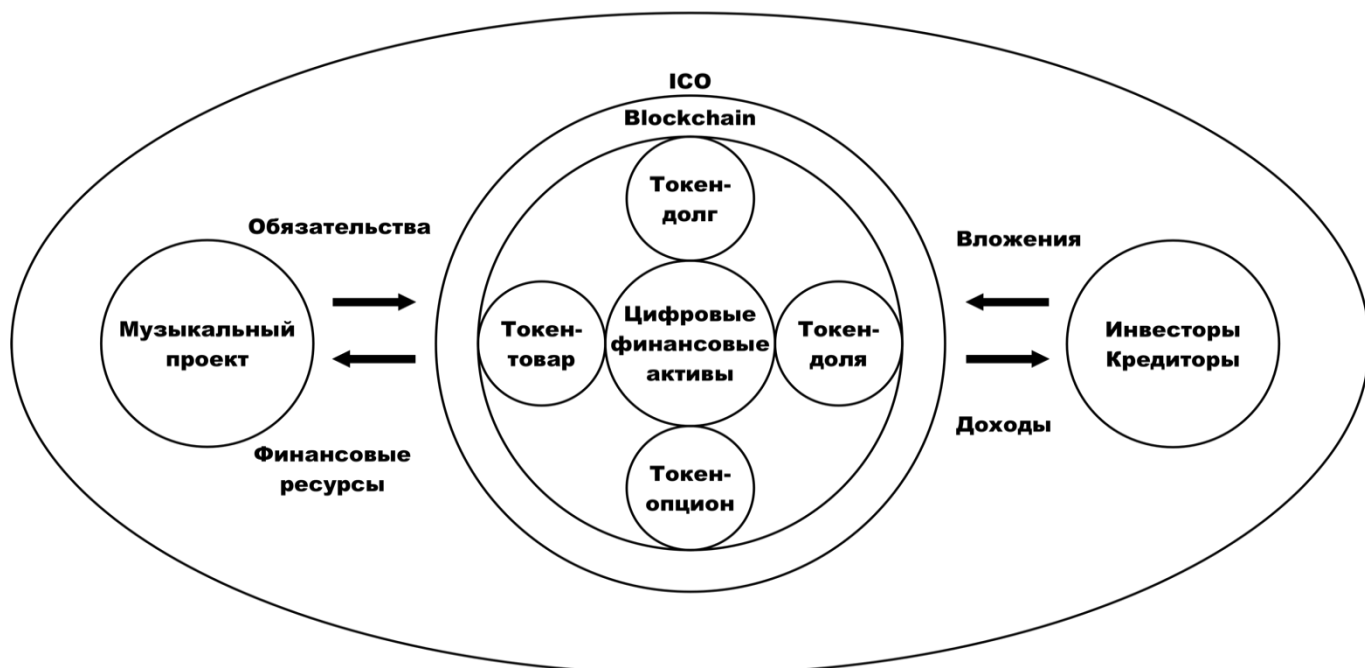 ICO
Blockchain
Токен-
долг
Обязательства
Вложения
Музыкальный
проект
Токен-
товар
Цифровые
финансовые
активы
Токен-
доля
Инвесторы
Кредиторы
Финансовые
ресурсы
Доходы
Токен-
опцион